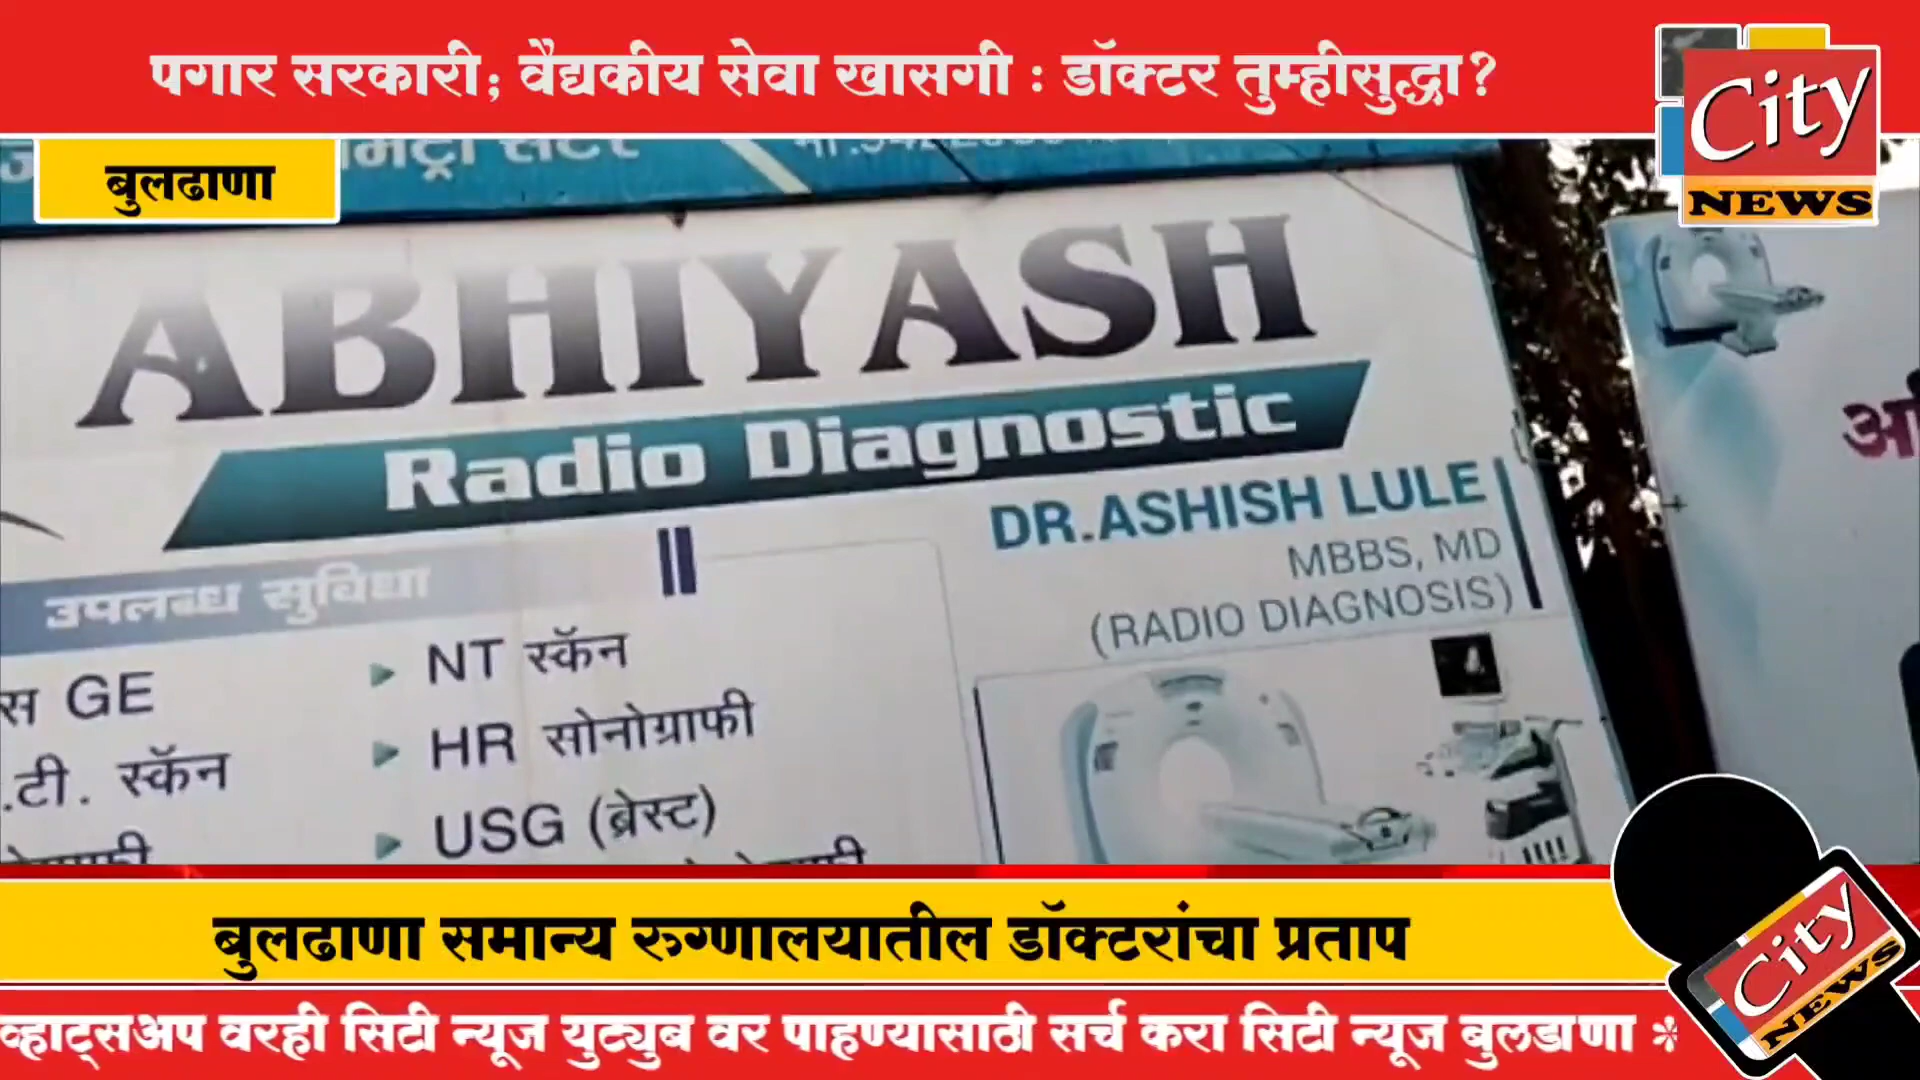 पगार सरकारी; वैद्यकीय सेवा खासगी : डॉक्टर तुम्हीसुद्धा?
City
NEWS
बुलढाणा
सेंटर
ABHIYASH
Radio Diagnostic
DR.ASHISH LULE
MBBS, MD
(RADIO DIAGNOSIS)
उपलब्ध सुविधा
GE
NT स्कॅन
.टी. स्कॅन
HR सोनोग्राफी
USG (ब्रेस्ट)
बुलढाणा समान्य रुग्णालयातील डॉक्टरांचा प्रताप
City
NEWS
व्हाट्सअप वरही सिटी न्यूज युट्युब वर पाहण्यासाठी सर्च करा सिटी न्यूज बुलडाणा *